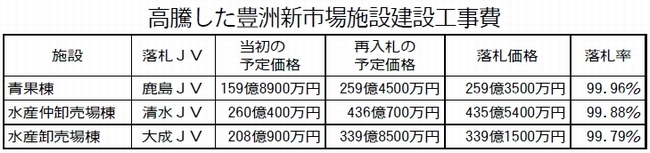 高騰した豊洲新市場施設建設工事費
施設 落札JV 当初の予定価格 再入札の予定価格 落札価格 落札率
青果棟 鹿島JV 159億8900万円 259億4500万円 259億3500万円 99.96%
水産仲卸売場棟 清水JV 260億400万円 436億700万円 435億5400万円 99.88%
水産卸売場棟 大成JV 208億900万円 339億8500万円 339億1500万円 99.79%